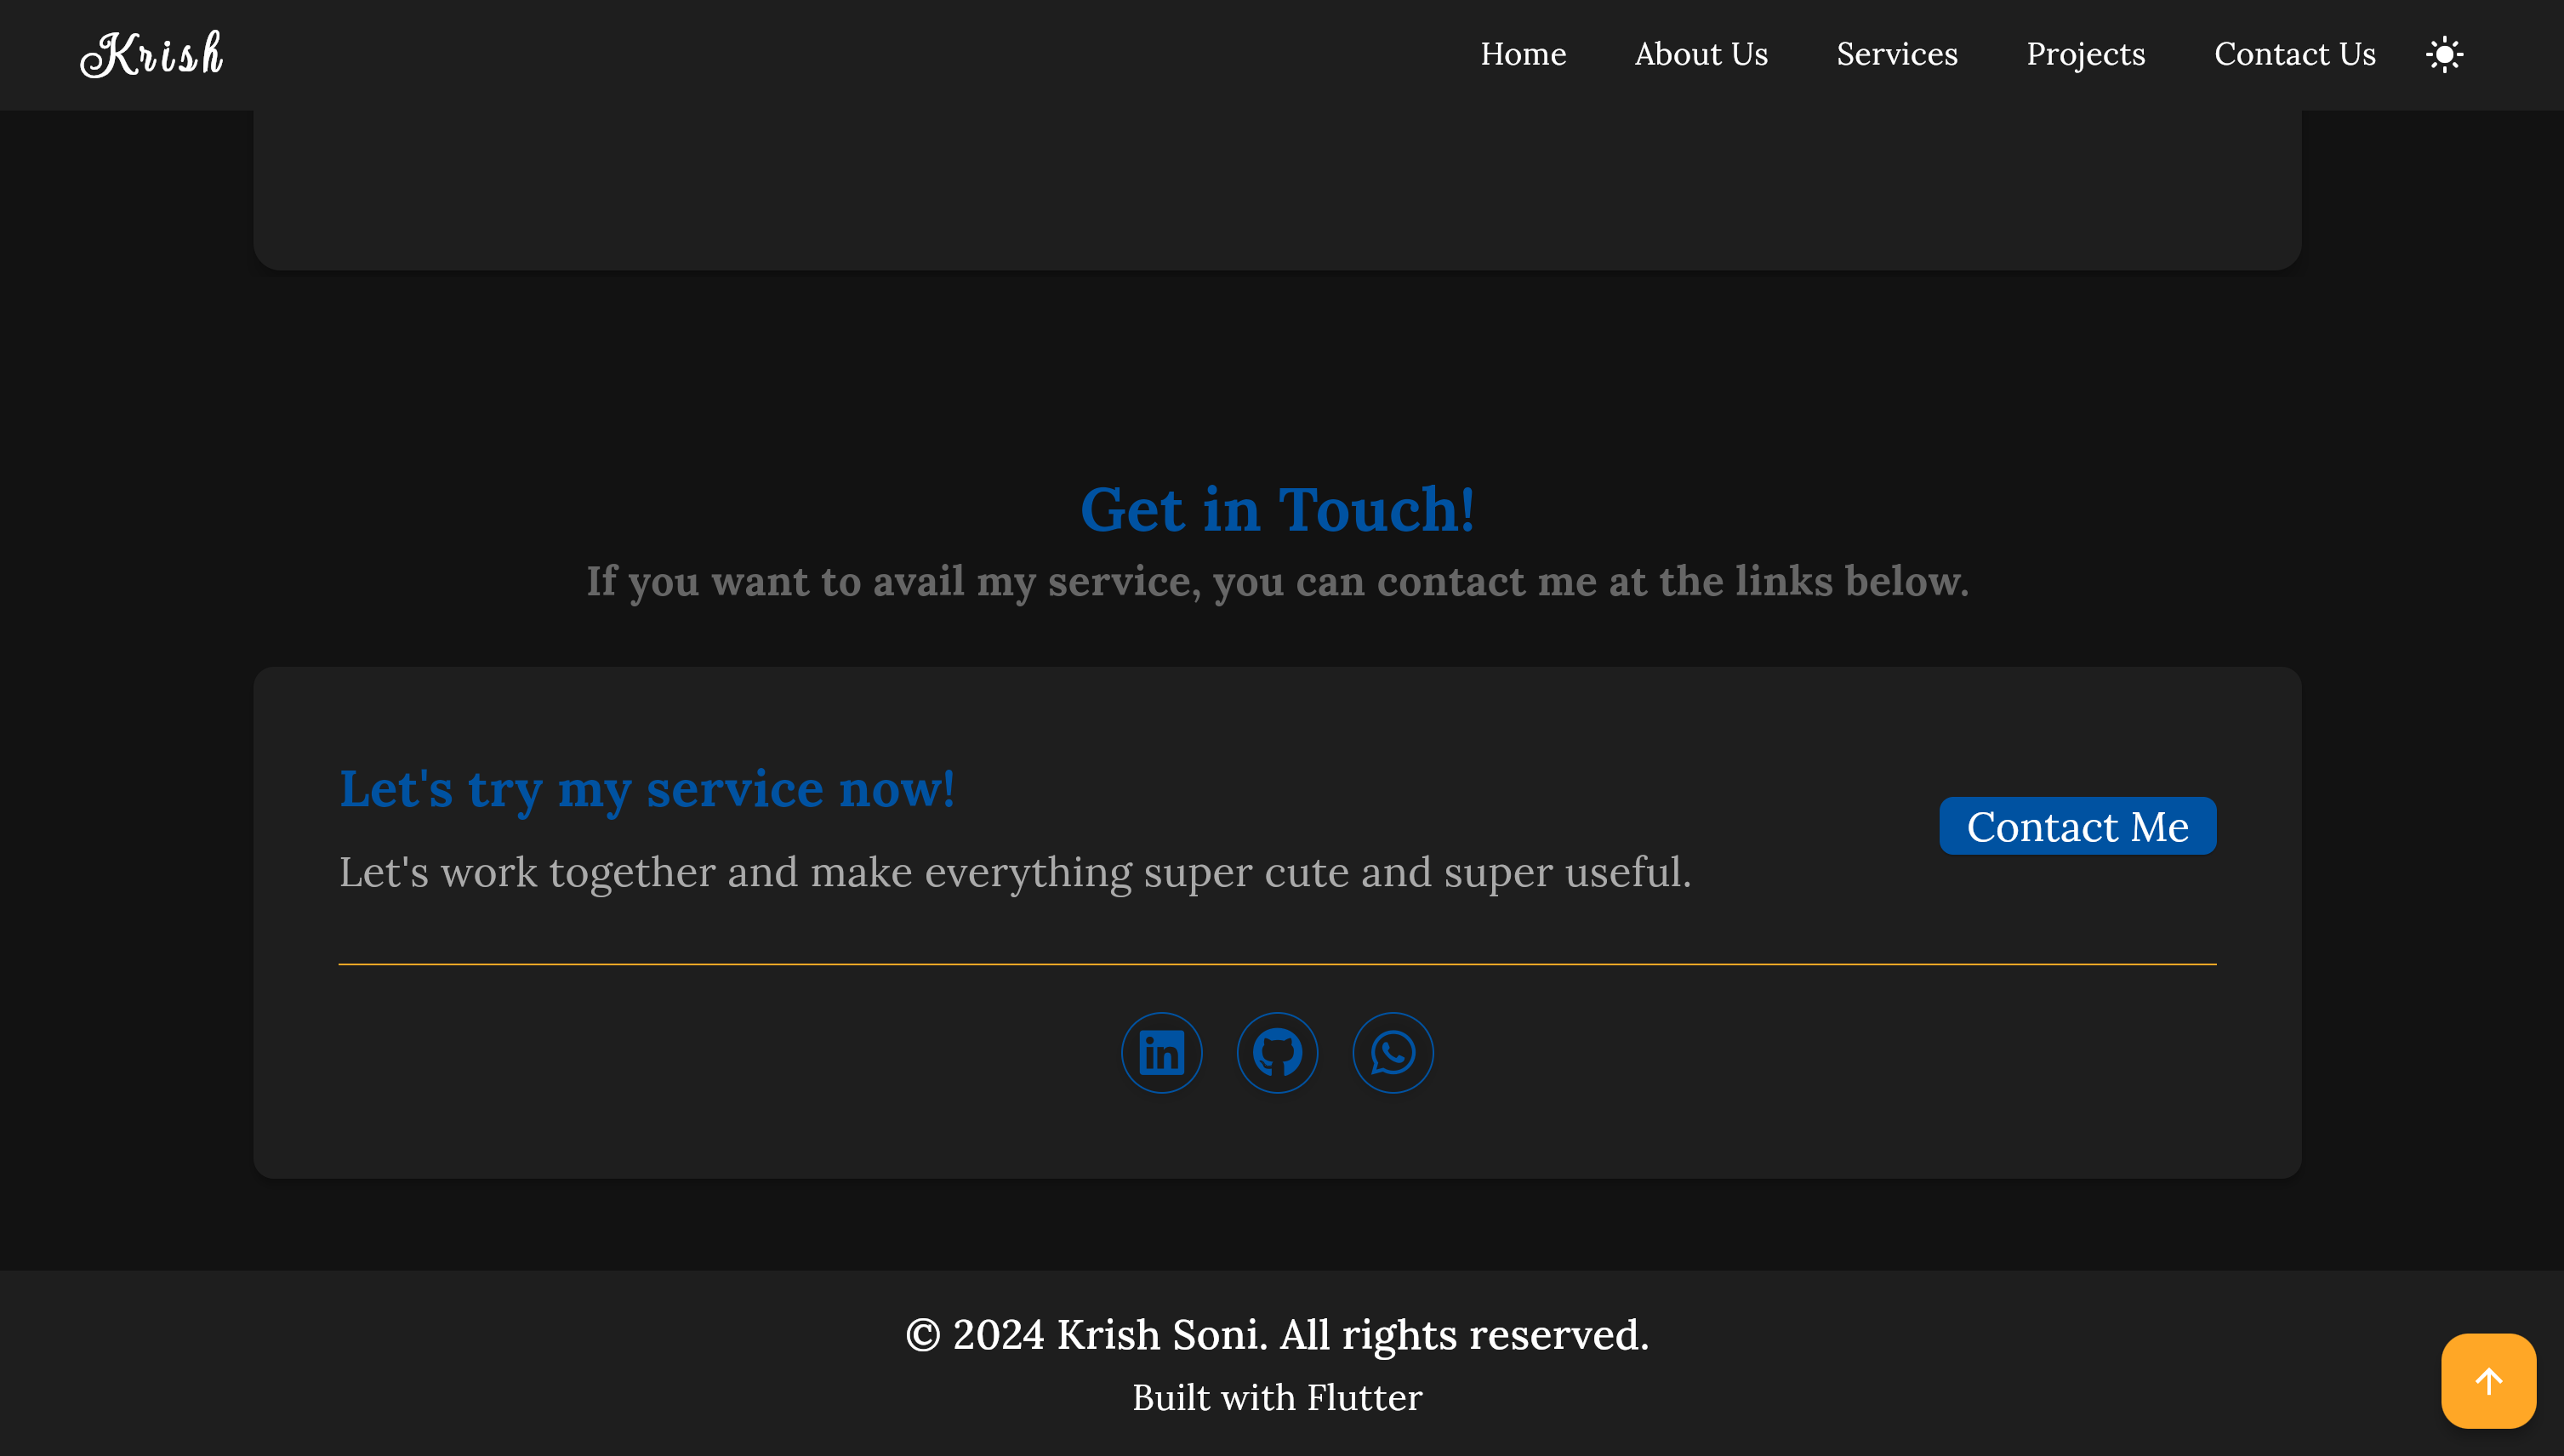 Krish
Home About Us Services Projects Contact Us
Get in Touch!
If you want to avail my service, you can contact me at the links below.
Let's try my service now!
Contact Me
Let's work together and make everything super cute and super useful.
in
© 2024 Krish Soni. All rights reserved.
Built with Flutter